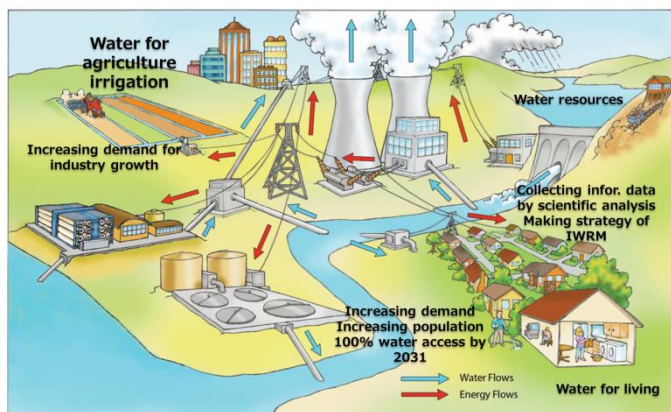 Water for
agriculture
irrigation
Water resources
Increasing demand for
industry growth
Collecting infor. data
by scientific analysis
Making strategy of
IWRM
Increasing demand
Increasing population
100% water access by
2031
Water Flows
Energy Flows
Water for living